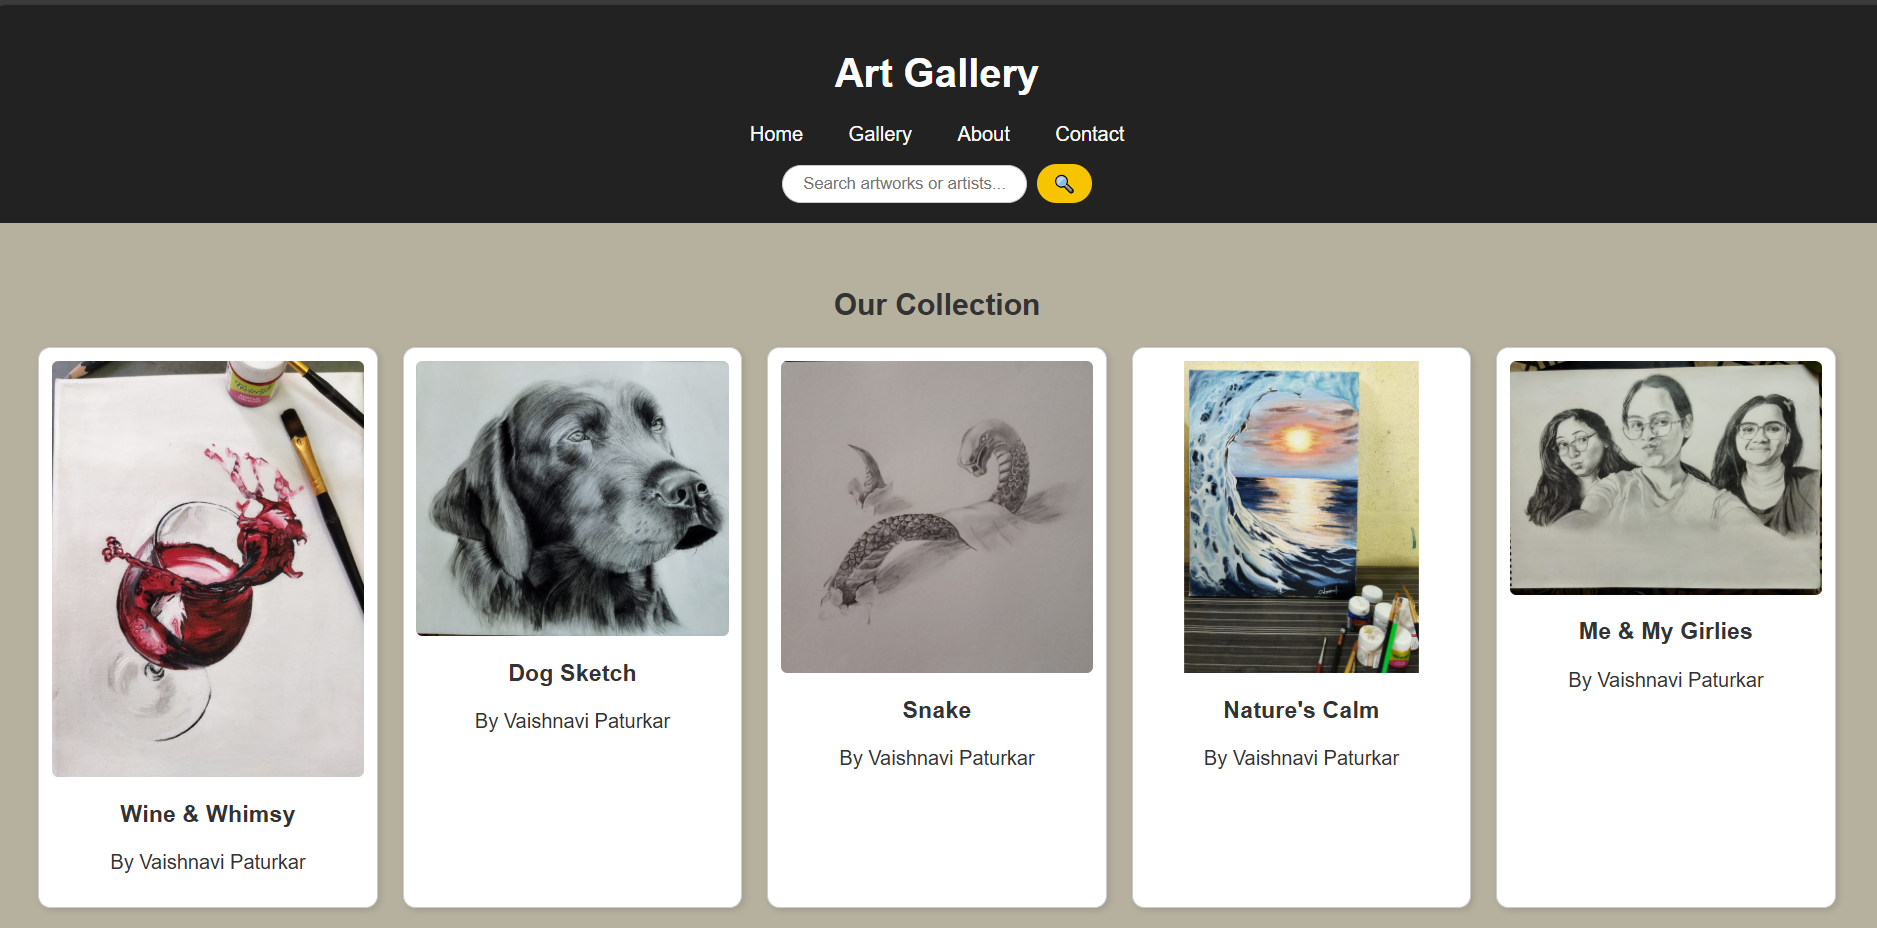 Art Gallery
Home Gallery About Contact
Search artworks or artists...
Our Collection
Wine & Whimsy
By Vaishnavi Paturkar
Dog Sketch
By Vaishnavi Paturkar
Snake
By Vaishnavi Paturkar
Nature's Calm
By Vaishnavi Paturkar
Me & My Girlies
By Vaishnavi Paturkar